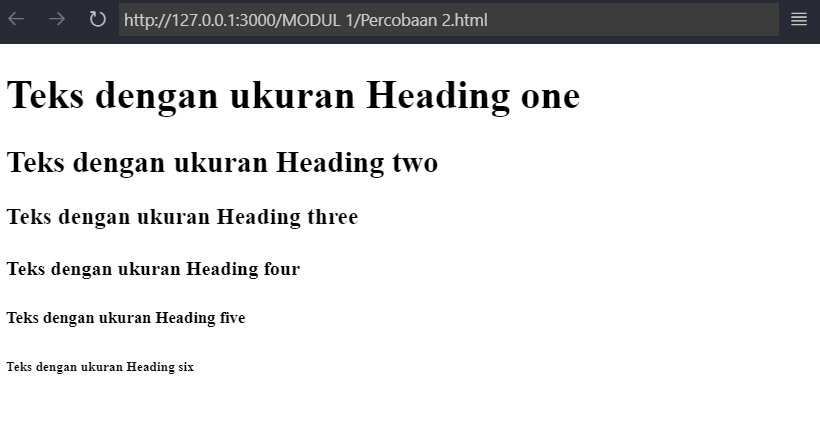 http://127.0.0.1:3000/MODUL 1/Percobaan 2.html
Teks dengan ukuran Heading one
Teks dengan ukuran Heading two
Teks dengan ukuran Heading three
Teks dengan ukuran Heading four
Teks dengan ukuran Heading five
Teks dengan ukuran Heading six